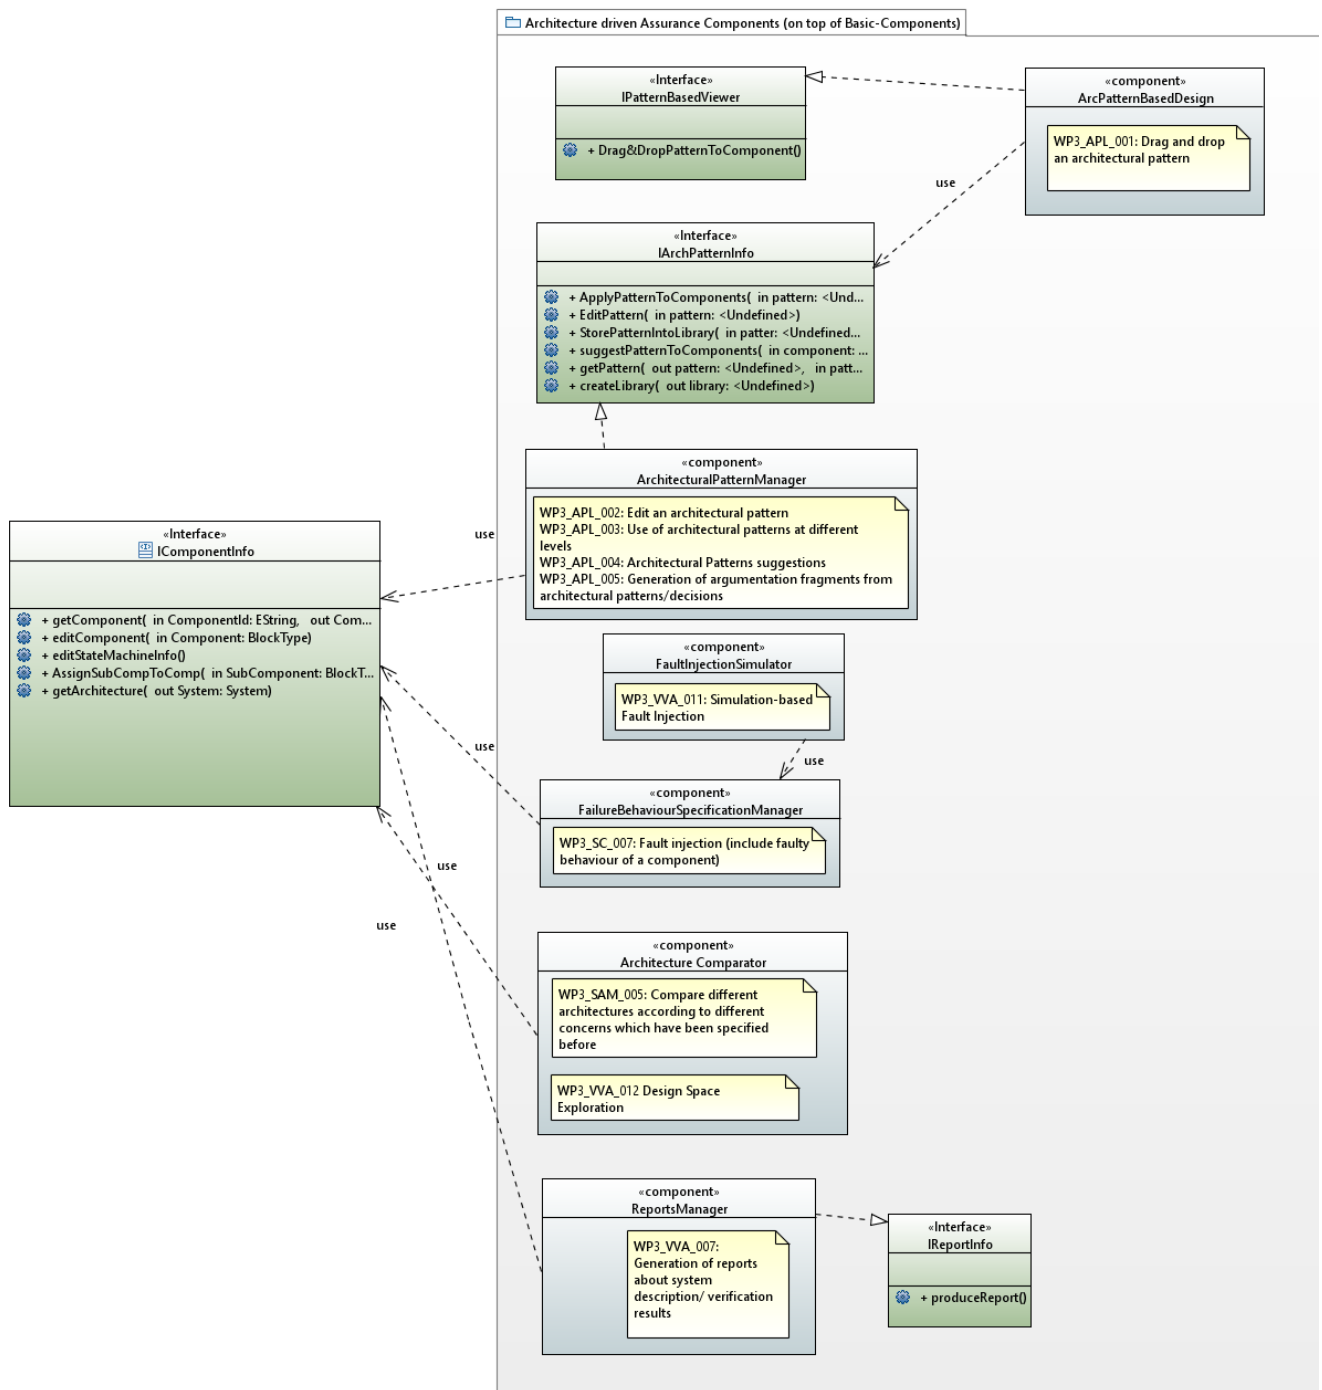 Architecture driven Assurance Components (on top of Basic-Components)
«Interface»
IPatternBasedViewer
+ Drag&DropPatternToComponent()
«component»
ArcPatternBasedDesign
WP3_APL_001: Drag and drop
an architectural pattern
use
«Interface»
IArchPatternInfo
+ ApplyPatternToComponents( in pattern: <Und...
+ EditPattern( in pattern: <Undefined>)
+ StorePatternIntoLibrary( in patter: <Undefined...
+ suggestPatternToComponents( in component: ...
+ getPattern( out pattern: <Undefined>, in patt...
+ createLibrary( out library: <Undefined>)
«component»
ArchitecturalPatternManager
WP3_APL_002: Edit an architectural pattern
WP3_APL_003: Use of architectural patterns at different
levels
WP3_APL_004: Architectural Patterns suggestions
WP3_APL_005: Generation of argumentation fragments from
architectural patterns/decisions
use
«Interface»
IComponentInfo
+ getComponent( in ComponentId: EString, out Com...
+ editComponent( in Component: BlockType)
+ editStateMachineInfo()
+ AssignSubCompToComp( in SubComponent: BlockT...
+ getArchitecture( out System: System)
«component»
FaultInjectionSimulator
WP3_VVA_011: Simulation-based
Fault Injection
use
use
«component»
FailureBehaviourSpecificationManager
WP3_SC_007: Fault injection (include faulty
behaviour of a component)
use
use
«component»
Architecture Comparator
WP3_SAM_005: Compare different
architectures according to different
concerns which have been specified
before
WP3_VVA_012 Design Space
Exploration
«component»
ReportsManager
WP3_VVA_007:
Generation of reports
about system
description/ verification
results
«Interface»
IReportInfo
+ produceReport()